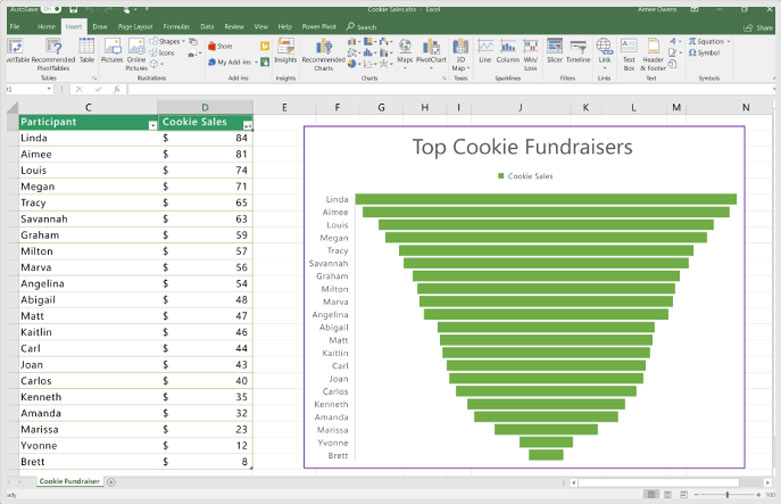 AutoSave On
Cookie Sales.xlsx - Excel
Aimee Owens
File Home Insert Draw Page Layout Formulas Data Review View Help Power Pivot Search
Share
PivotTable Recommended PivotTables Table
Tables
Pictures Online Pictures Shapes Icons
Illustrations
Store
My Add-ins
Add-ins
Insights
Insights
Recommended Charts
Maps PivotChart
Charts
3D Map
Tours
Line Column Win/Loss
Sparklines
Slicer Timeline
Filters
Link
Links
Text Box Header & Footer
Text
Equation
Symbol
Symbols
fx
C D E F G H I J K L M N
Participant Cookie Sales
Linda $ 84
Aimee $ 81
Louis $ 74
Megan $ 71
Tracy $ 65
Savannah $ 63
Graham $ 59
Milton $ 57
Marva $ 56
Angelina $ 54
Abigail $ 48
Matt $ 47
Kaitlin $ 46
Carl $ 44
Joan $ 43
Carlos $ 40
Kenneth $ 35
Amanda $ 32
Marissa $ 23
Yvonne $ 12
Brett $ 8
Top Cookie Fundraisers
Cookie Sales
Linda
Aimee
Louis
Megan
Tracy
Savannah
Graham
Milton
Marva
Angelina
Abigail
Matt
Kaitlin
Carl
Joan
Carlos
Kenneth
Amanda
Marissa
Yvonne
Brett
Cookie Fundraiser
100